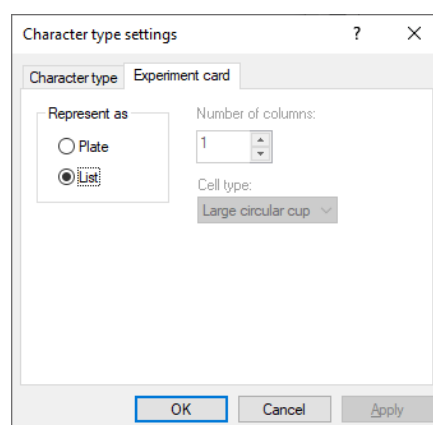 Character type settings ? ×
Character type Experiment card
Represent as
Plate
List
Number of columns:
1
Cell type:
Large circular cup
OK Cancel Apply